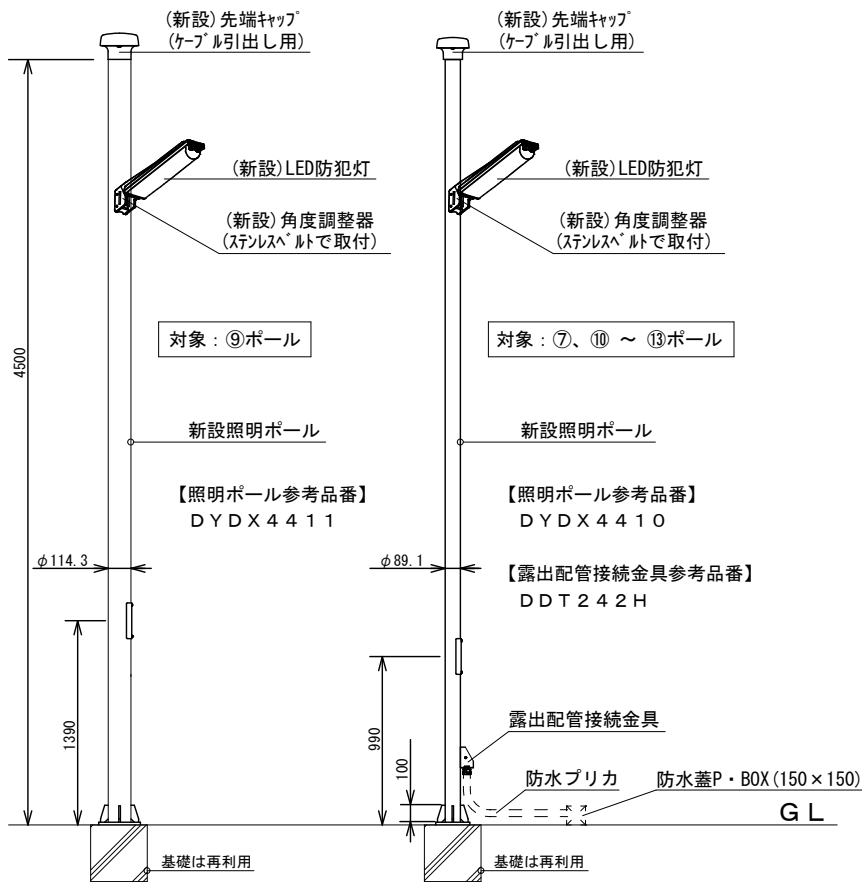 (新設)先端ｷｬｯﾌﾟ
(ｹｰﾌﾞﾙ引出し用)
(新設)LED防犯灯
(新設)角度調整器
(ｽﾃﾝﾚｽﾍﾞﾙﾄで取付)
対象：⑨ポール
4500
新設照明ポール
【照明ポール参考品番】
ＤＹＤＸ４４１１
φ114.3
1390
基礎は再利用
(新設)先端ｷｬｯﾌﾟ
(ｹｰﾌﾞﾙ引出し用)
(新設)LED防犯灯
(新設)角度調整器
(ｽﾃﾝﾚｽﾍﾞﾙﾄで取付)
対象：⑦、⑩ ～ ⑬ポール
新設照明ポール
【照明ポール参考品番】
ＤＹＤＸ４４１０
φ89.1
【露出配管接続金具参考品番】
ＤＤＴ２４２Ｈ
990
100
露出配管接続金具
防水プリカ
防水蓋P・BOX(150×150)
ＧＬ
基礎は再利用